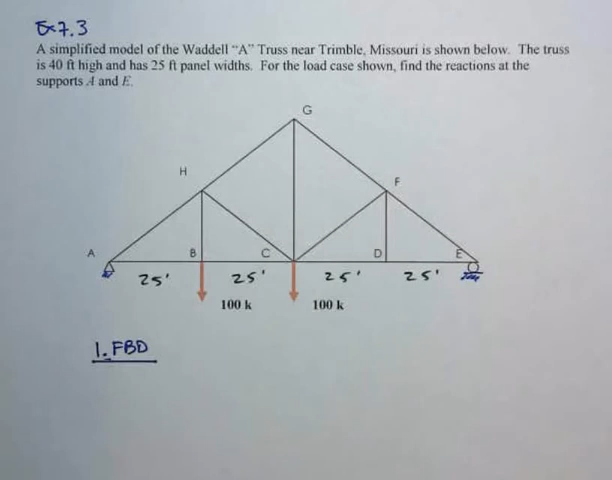 Ex 7.3
A simplified model of the Waddell "A" Truss near Trimble, Missouri is shown below. The truss
is 40 ft high and has 25 ft panel widths. For the load case shown, find the reactions at the
supports A and E.
G
H
F
A
B
C
D
E
25'
25'
25'
25'
100 k
100 k
1. FBD